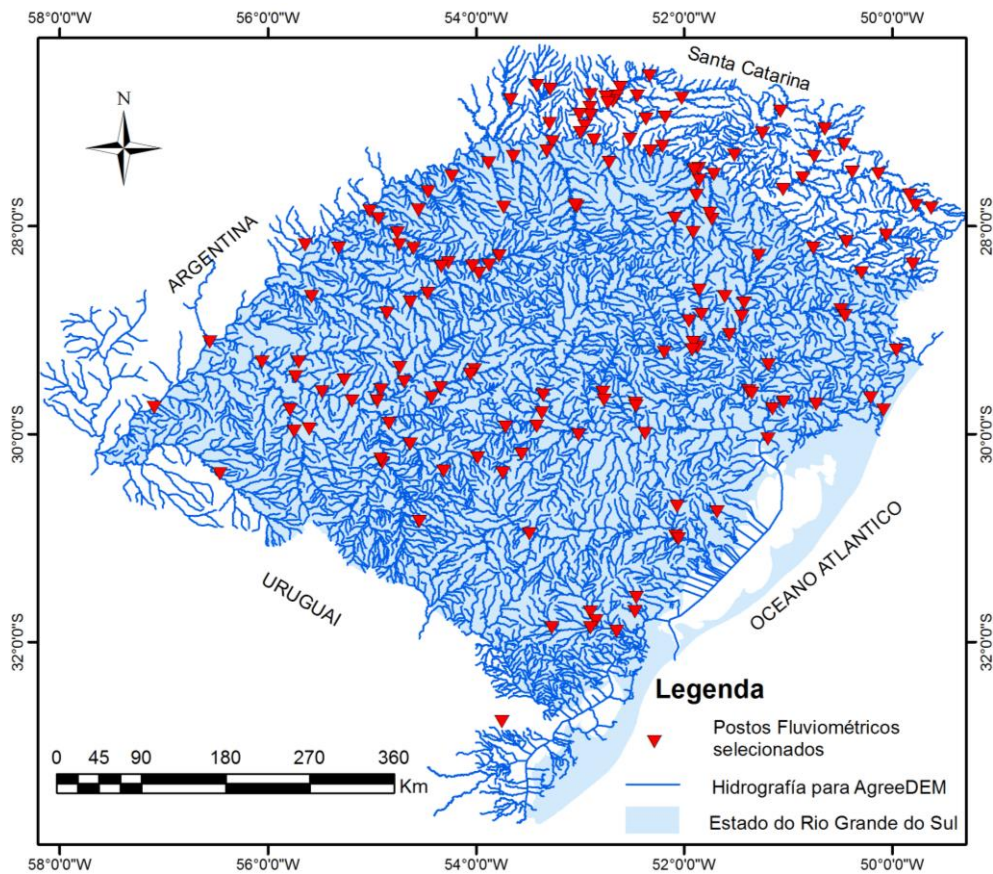 58°0'0"W
56°0'0"W
54°0'0"W
52°0'0"W
50°0'0"W
Santa Catarina
N
28°0'0"S
28°0'0"S
ARGENTINA
30°0'0"S
30°0'0"S
URUGUAI
OCEANO ATLANTICO
32°0'0"S
32°0'0"S
Legenda
Postos Fluviométricos
selecionados
Hidrografía para AgreeDEM
Estado do Rio Grande do Sul
0 45 90 180 270 360
Km
58°0'0"W
56°0'0"W
54°0'0"W
52°0'0"W
50°0'0"W